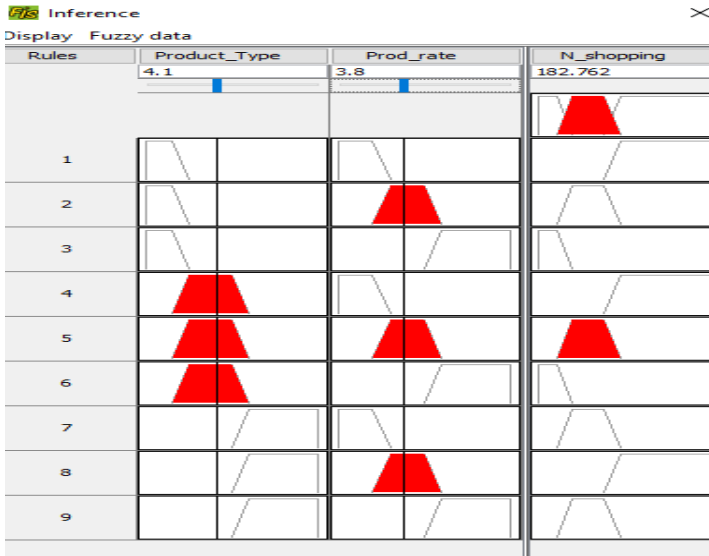 Fis Inference
Display Fuzzy data
Rules Product_Type Prod_rate N_shopping
4.1 3.8 182.762
1
2
3
4
5
6
7
8
9